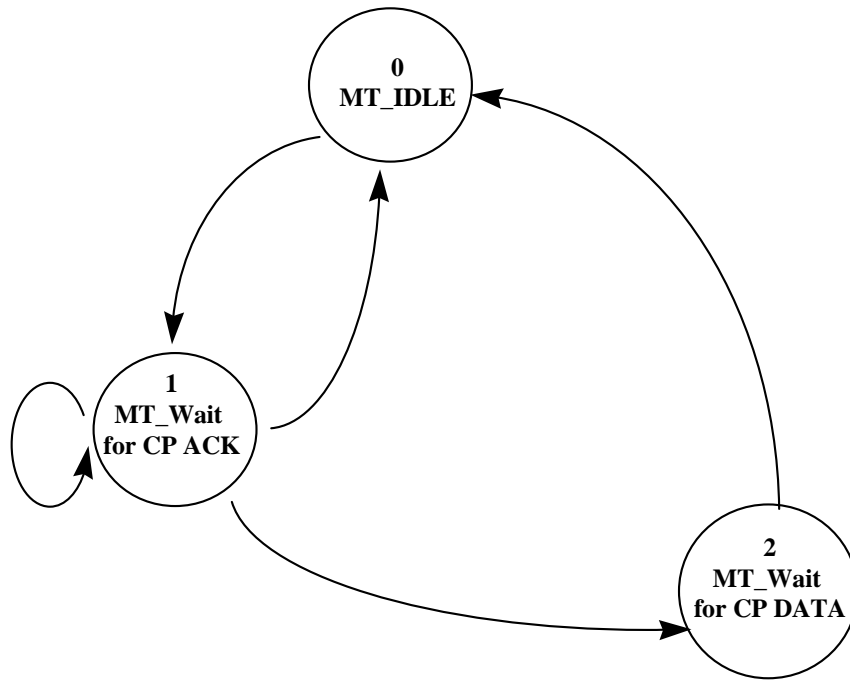 0
MT_IDLE
1
MT_Wait
for CP ACK
2
MT_Wait
for CP DATA